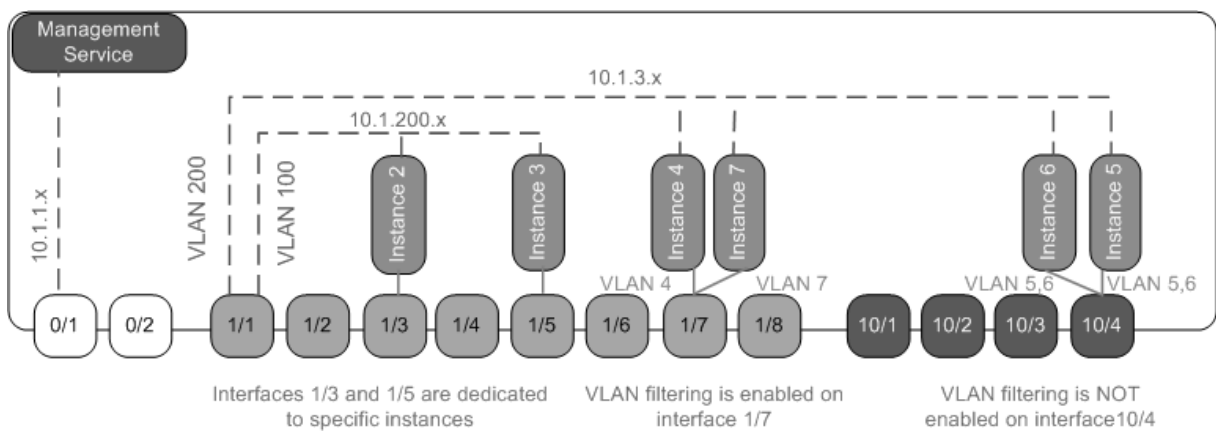 Management
Service
10.1.3.x
10.1.200.x
10.1.1.x
VLAN 200
VLAN 100
Instance 2
Instance 3
Instance 4
Instance 7
Instance 6
Instance 5
VLAN 4
VLAN 7
VLAN 5,6
VLAN 5,6
0/1
0/2
1/1
1/2
1/3
1/4
1/5
1/6
1/7
1/8
10/1
10/2
10/3
10/4
Interfaces 1/3 and 1/5 are dedicated
to specific instances
VLAN filtering is enabled on
interface 1/7
VLAN filtering is NOT
enabled on interface10/4